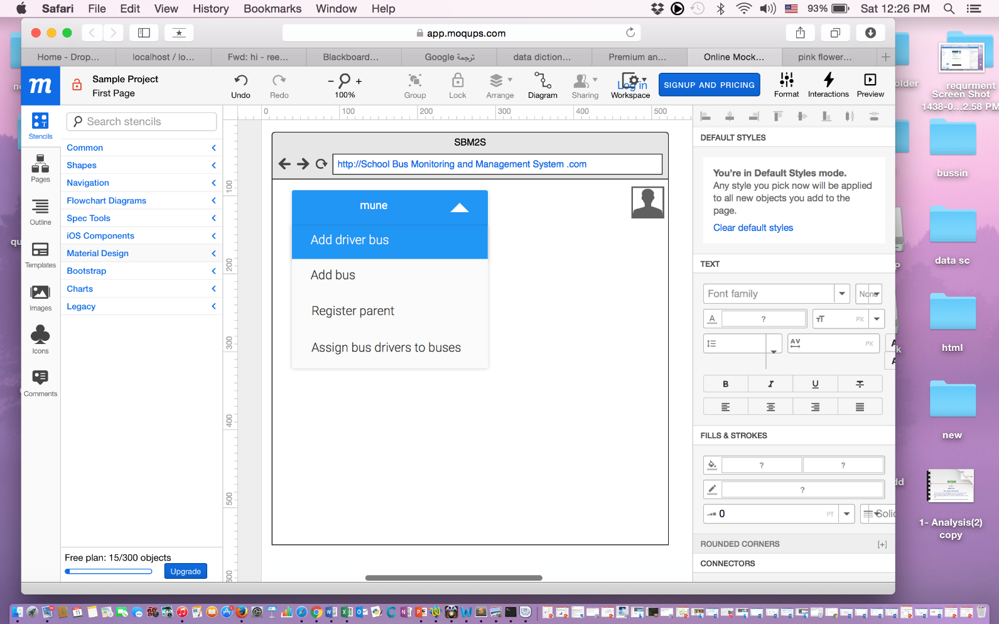 Safari File Edit View History Bookmarks Window Help 93% Sat 12:26 PM
app.moqups.com
Home - Drop... localhost / lo... Fwd: hi - ree... Blackboard... Google ترجمة data diction... Premium an... Online Mock... pink flower...
m
Sample Project
First Page
Undo
Redo
100%
Group
Lock
Arrange
Diagram
Sharing
Log in
Workspace
SIGNUP AND PRICING
Format
Interactions
Preview
Stencils
Pages
Outline
Templates
Images
Icons
Comments
Search stencils
Common
Shapes
Navigation
Flowchart Diagrams
Spec Tools
iOS Components
Material Design
Bootstrap
Charts
Legacy
Free plan: 15/300 objects
Upgrade
0 100 200 300 400 500
100
200
300
400
500
600
SBM2S
http://School Bus Monitoring and Management System .com
mune
Add driver bus
Add bus
Register parent
Assign bus drivers to buses
DEFAULT STYLES
You're in Default Styles mode.
Any style you pick now will be applied
to all new objects you add to the
page.
Clear default styles
TEXT
Font family
None
A ? TT PX
AV PX
B I U T
FILLS & STROKES
? ?
?
0 PT Solid
ROUNDED CORNERS [+]
CONNECTORS
older
requrment
Screen Shot
1438-0...2.58 PM
bussin
data sc
html
new
1- Analysis(2)
copy